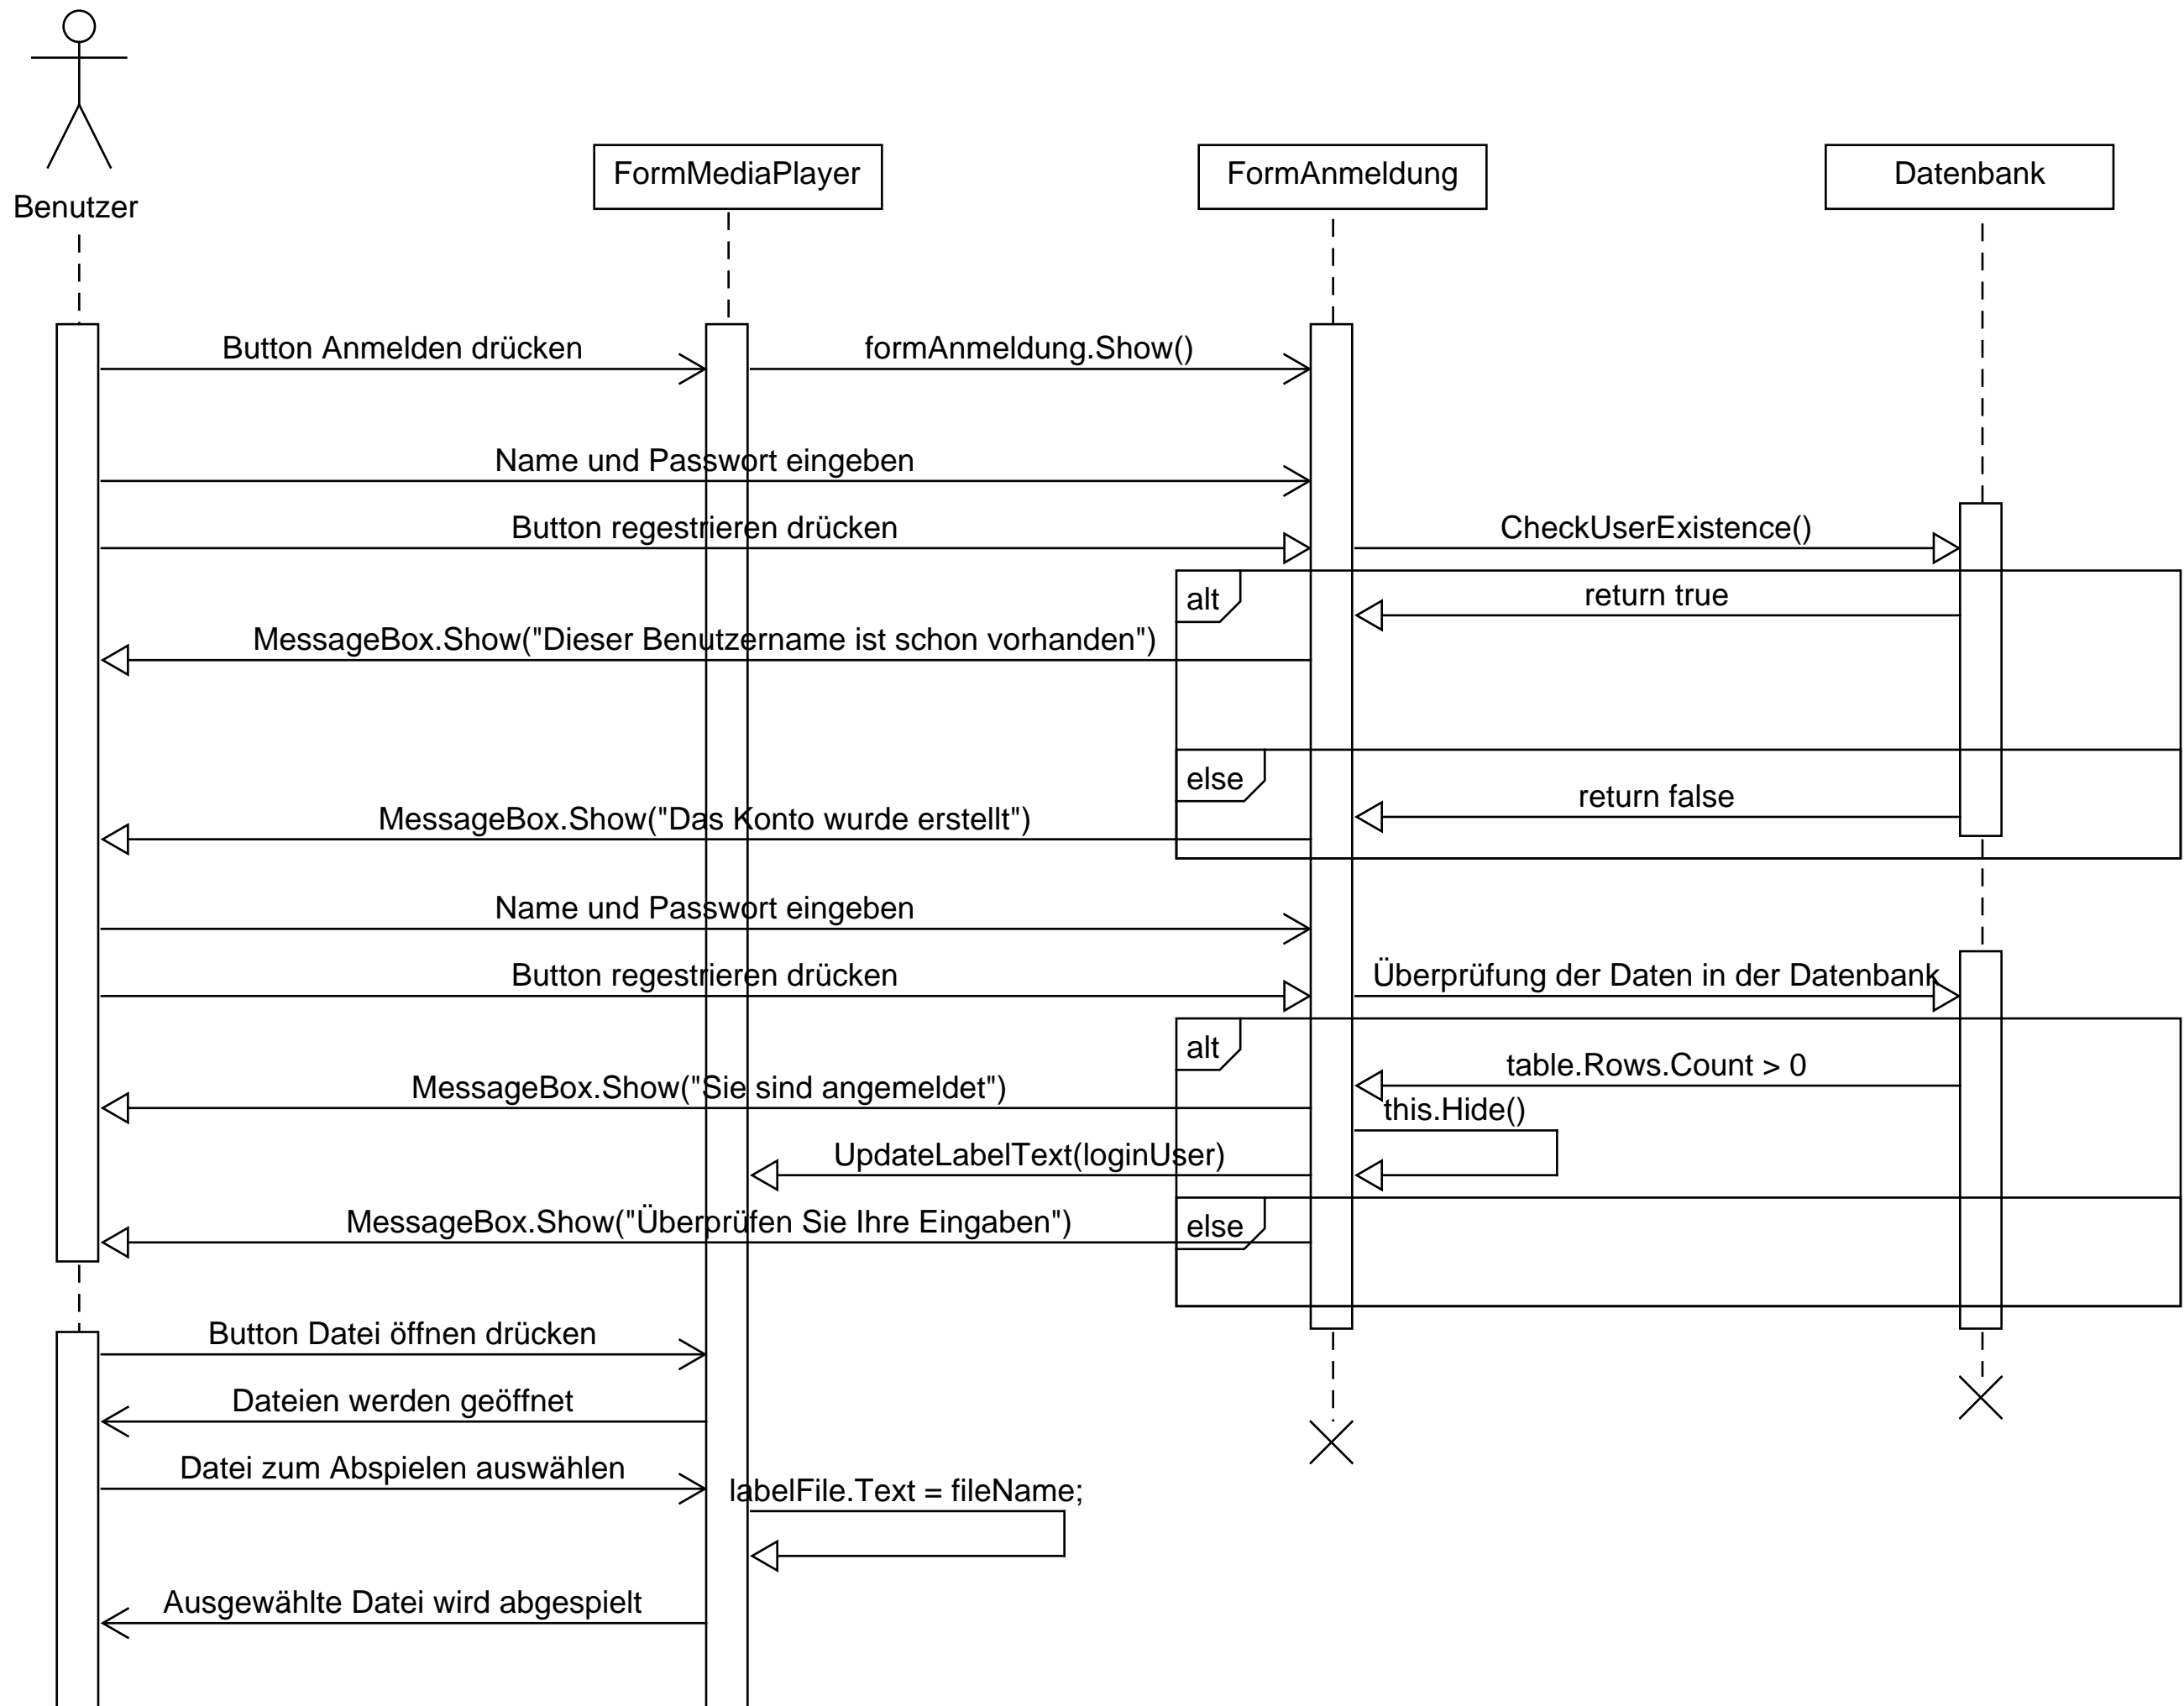 Benutzer
FormMediaPlayer
FormAnmeldung
Datenbank
Button Anmelden drücken
formAnmeldung.Show()
Name und Passwort eingeben
Button regestrieren drücken
CheckUserExistence()
alt
return true
MessageBox.Show("Dieser Benutzername ist schon vorhanden")
else
return false
MessageBox.Show("Das Konto wurde erstellt")
Name und Passwort eingeben
Button regestrieren drücken
Überprüfung der Daten in der Datenbank
alt
table.Rows.Count > 0
MessageBox.Show("Sie sind angemeldet")
this.Hide()
UpdateLabelText(loginUser)
MessageBox.Show("Überprüfen Sie Ihre Eingaben")
else
Button Datei öffnen drücken
Dateien werden geöffnet
Datei zum Abspielen auswählen
labelFile.Text = fileName;
Ausgewählte Datei wird abgespielt